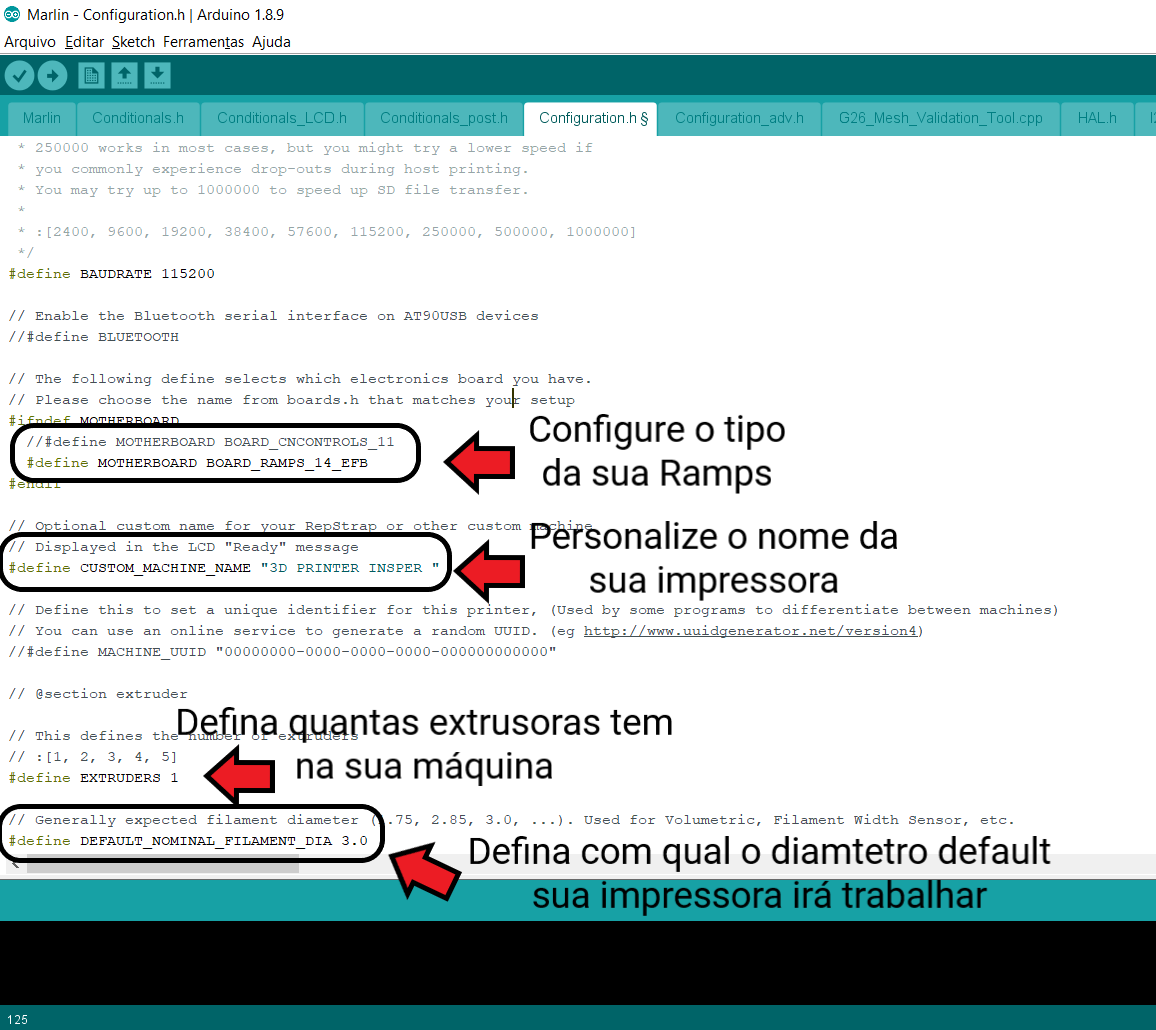 Marlin - Configuration.h | Arduino 1.8.9
Arquivo Editar Sketch Ferramentas Ajuda
Marlin Conditionals.h Conditionals_LCD.h Conditionals_post.h Configuration.h § Configuration_adv.h G26_Mesh_Validation_Tool.cpp HAL.h
* 250000 works in most cases, but you might try a lower speed if
* you commonly experience drop-outs during host printing.
* You may try up to 1000000 to speed up SD file transfer.
*
* :[2400, 9600, 19200, 38400, 57600, 115200, 250000, 500000, 1000000]
*/
#define BAUDRATE 115200
// Enable the Bluetooth serial interface on AT90USB devices
//#define BLUETOOTH
// The following define selects which electronics board you have.
// Please choose the name from boards.h that matches your setup
#ifndef MOTHERBOARD
//#define MOTHERBOARD BOARD_CNCONTROLS_11
#define MOTHERBOARD BOARD_RAMPS_14_EFB
#endif
Configure o tipo
da sua Ramps
// Optional custom name for your RepStrap or other custom machine
// Displayed in the LCD "Ready" message
#define CUSTOM_MACHINE_NAME "3D PRINTER INSPER "
Personalize o nome da
sua impressora
// Define this to set a unique identifier for this printer, (Used by some programs to differentiate between machines)
// You can use an online service to generate a random UUID. (eg http://www.uuidgenerator.net/version4)
//#define MACHINE_UUID "00000000-0000-0000-0000-000000000000"
// @section extruder
Defina quantas extrusoras tem
na sua máquina
// This defines the number of extruders
// :[1, 2, 3, 4, 5]
#define EXTRUDERS 1
// Generally expected filament diameter (1.75, 2.85, 3.0, ...). Used for Volumetric, Filament Width Sensor, etc.
#define DEFAULT_NOMINAL_FILAMENT_DIA 3.0
Defina com qual o diamtetro default
sua impressora irá trabalhar
125